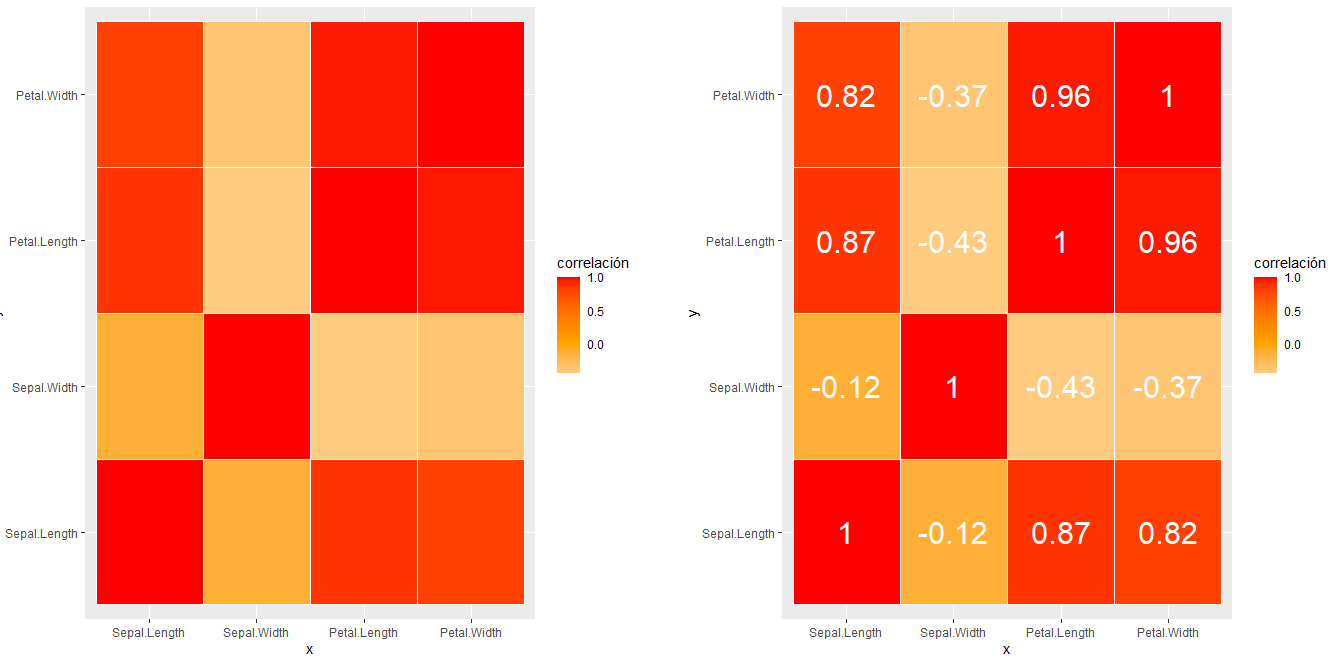 Petal.Width
Petal.Length
Sepal.Width
Sepal.Length
Sepal.Length Sepal.Width Petal.Length Petal.Width
x
correlación
1.0
0.5
0.0
y
Petal.Width
Petal.Length
Sepal.Width
Sepal.Length
0.82 -0.37 0.96 1
0.87 -0.43 1 0.96
-0.12 1 -0.43 -0.37
1 -0.12 0.87 0.82
Sepal.Length Sepal.Width Petal.Length Petal.Width
x
correlación
1.0
0.5
0.0